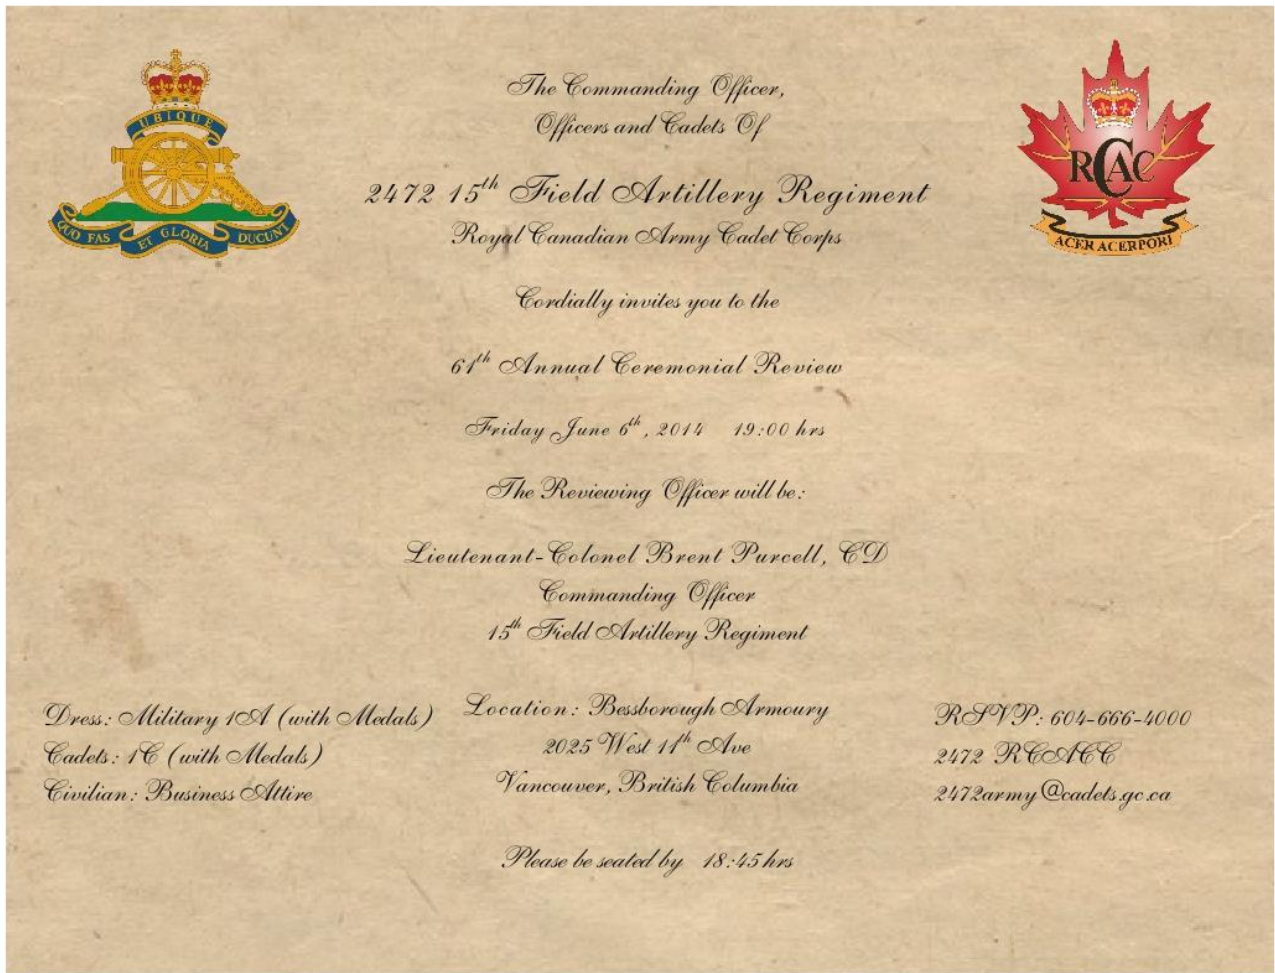 UBIQUE
QUO FAS ET GLORIA DUCUNT
RCAC
ACER ACERPORI
The Commanding Officer,
Officers and Cadets Of
2472 15th Field Artillery Regiment
Royal Canadian Army Cadet Corps
Cordially invites you to the
61th Annual Ceremonial Review
Friday June 6th, 2014 19:00 hrs
The Reviewing Officer will be:
Lieutenant-Colonel Brent Purcell, CD
Commanding Officer
15th Field Artillery Regiment
Dress: Military 1A (with Medals)
Cadets: 1C (with Medals)
Civilian: Business Attire
Location: Bessborough Armoury
2025 West 11th Ave
Vancouver, British Columbia
RSVP: 604-666-4000
2472 RCACC
2472army@cadets.gc.ca
Please be seated by 18:45 hrs